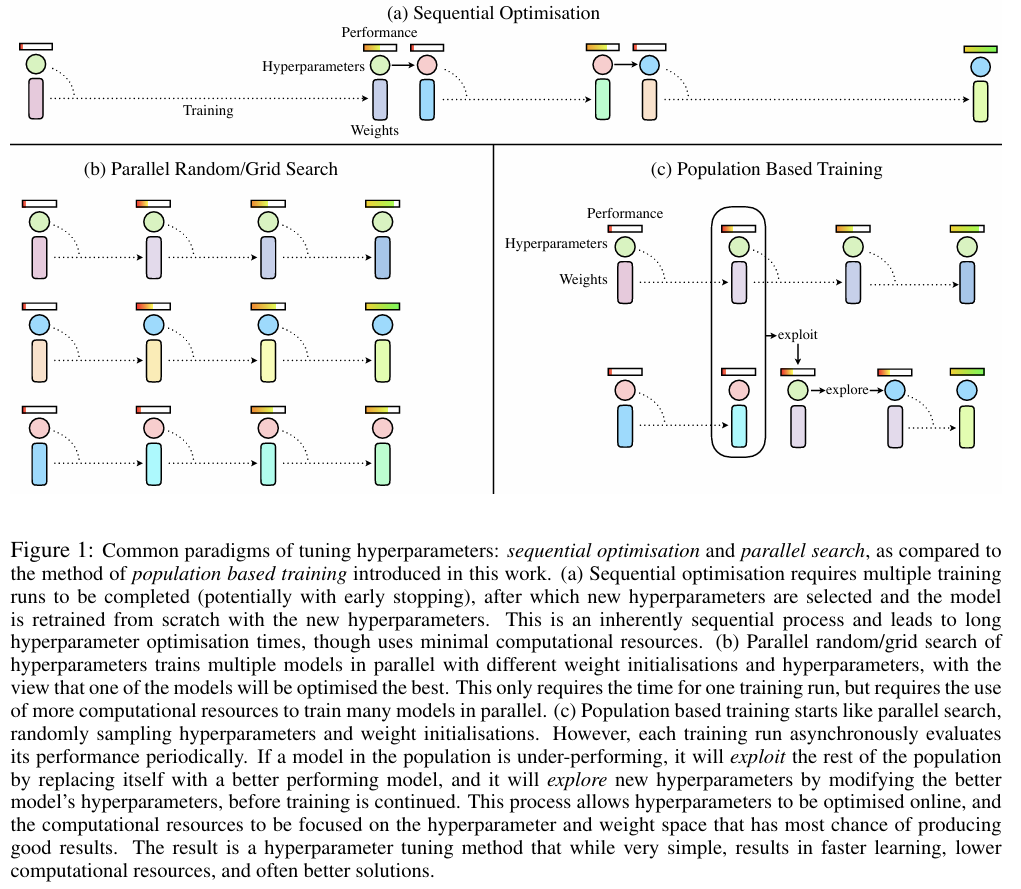 (a) Sequential Optimisation
Performance
Hyperparameters
Training
Weights
(b) Parallel Random/Grid Search
(c) Population Based Training
Performance
Hyperparameters
Weights
exploit
explore
Figure 1: Common paradigms of tuning hyperparameters: sequential optimisation and parallel search, as compared to
the method of population based training introduced in this work. (a) Sequential optimisation requires multiple training
runs to be completed (potentially with early stopping), after which new hyperparameters are selected and the model
is retrained from scratch with the new hyperparameters. This is an inherently sequential process and leads to long
hyperparameter optimisation times, though uses minimal computational resources. (b) Parallel random/grid search of
hyperparameters trains multiple models in parallel with different weight initialisations and hyperparameters, with the
view that one of the models will be optimised the best. This only requires the time for one training run, but requires the use
of more computational resources to train many models in parallel. (c) Population based training starts like parallel search,
randomly sampling hyperparameters and weight initialisations. However, each training run asynchronously evaluates
its performance periodically. If a model in the population is under-performing, it will exploit the rest of the population
by replacing itself with a better performing model, and it will explore new hyperparameters by modifying the better
model's hyperparameters, before training is continued. This process allows hyperparameters to be optimised online, and
the computational resources to be focused on the hyperparameter and weight space that has most chance of producing
good results. The result is a hyperparameter tuning method that while very simple, results in faster learning, lower
computational resources, and often better solutions.